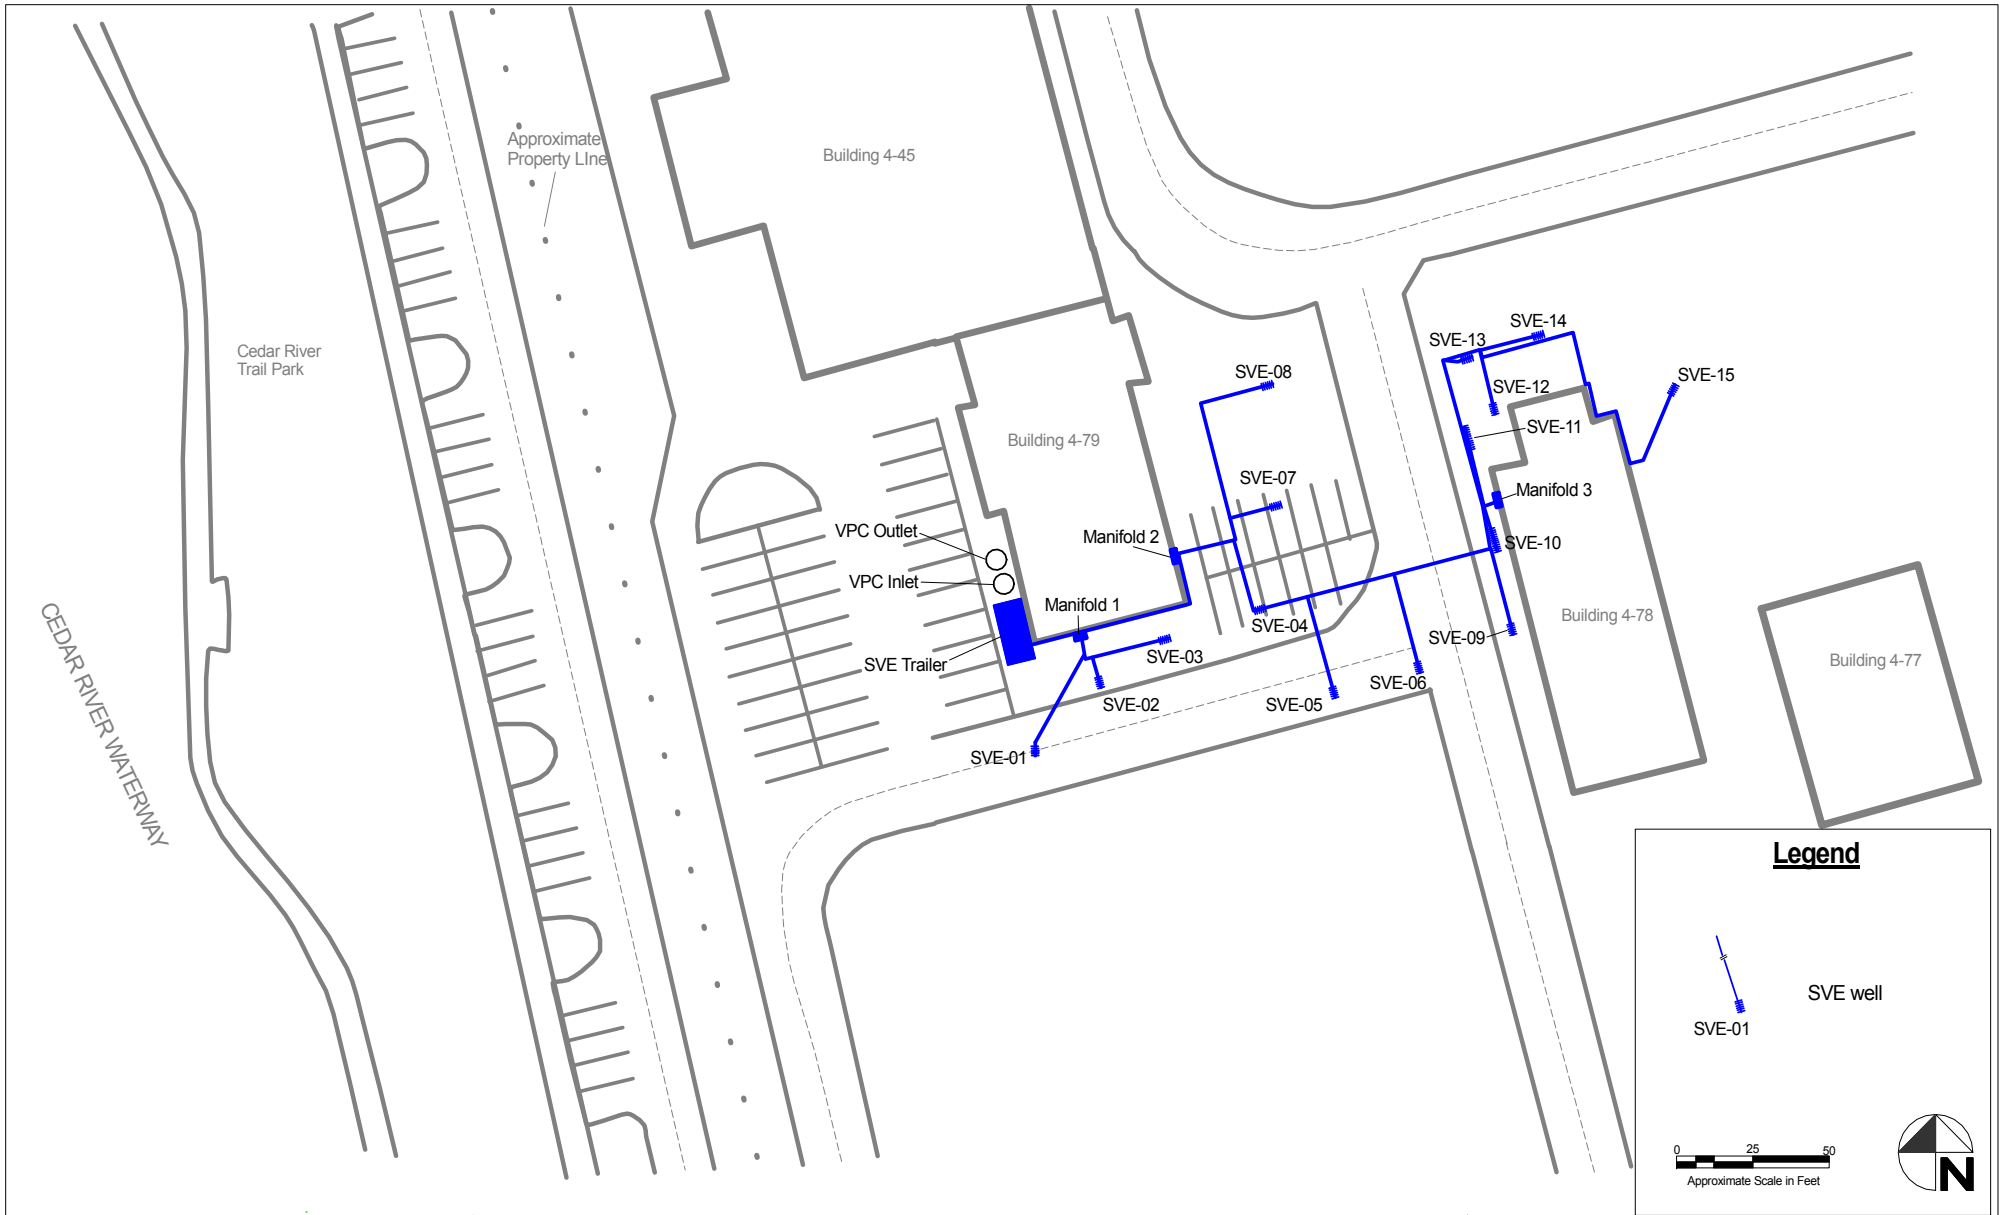 Approximate
Property LIne
Building 4-45
Cedar River
Trail Park
CEDAR RIVER WATERWAY
Building 4-79
VPC Outlet
VPC Inlet
SVE Trailer
Manifold 1
Manifold 2
SVE-01
SVE-02
SVE-03
SVE-04
SVE-05
SVE-06
SVE-07
SVE-08
SVE-09
SVE-10
SVE-11
SVE-12
SVE-13
SVE-14
SVE-15
Manifold 3
Building 4-78
Building 4-77
Legend
SVE well
SVE-01
0 25 50
Approximate Scale in Feet
N